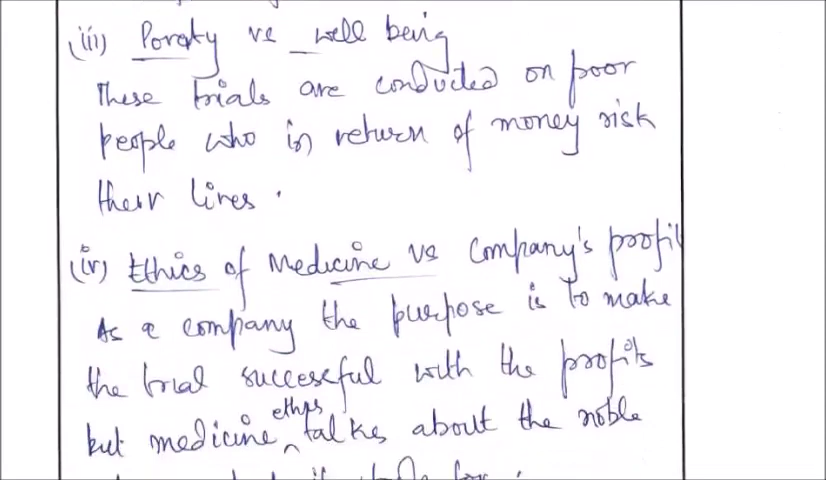 (iii) Poverty vs well being
These trials are conducted on poor
people who in return of money risk
their lives.
(iv) Ethics of Medicine vs Company's profit
As a company the purpose is to make
the trial successful with the profits
but medicine ethics talks about the noble